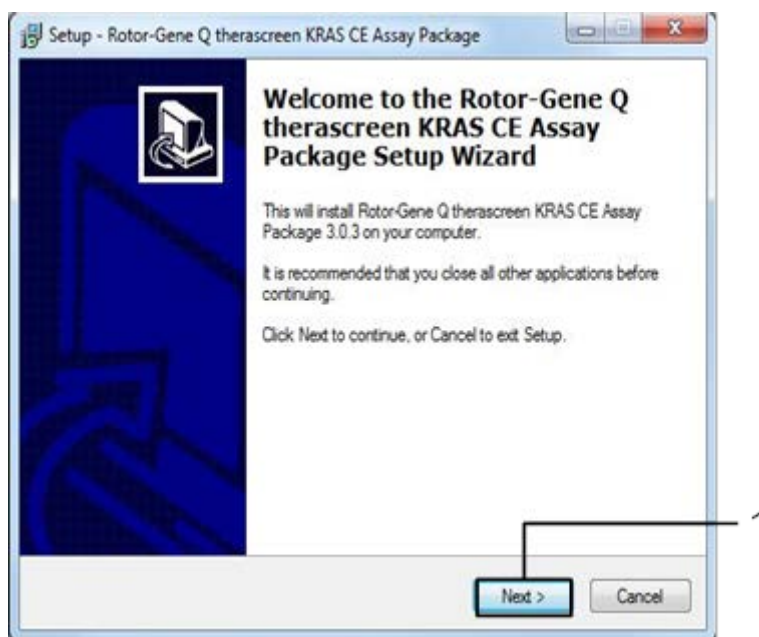 Setup - Rotor-Gene Q therascreen KRAS CE Assay Package
Welcome to the Rotor-Gene Q
therascreen KRAS CE Assay
Package Setup Wizard
This will install Rotor-Gene Q therascreen KRAS CE Assay
Package 3.0.3 on your computer.
It is recommended that you close all other applications before
continuing.
Click Next to continue, or Cancel to exit Setup.
Next > Cancel